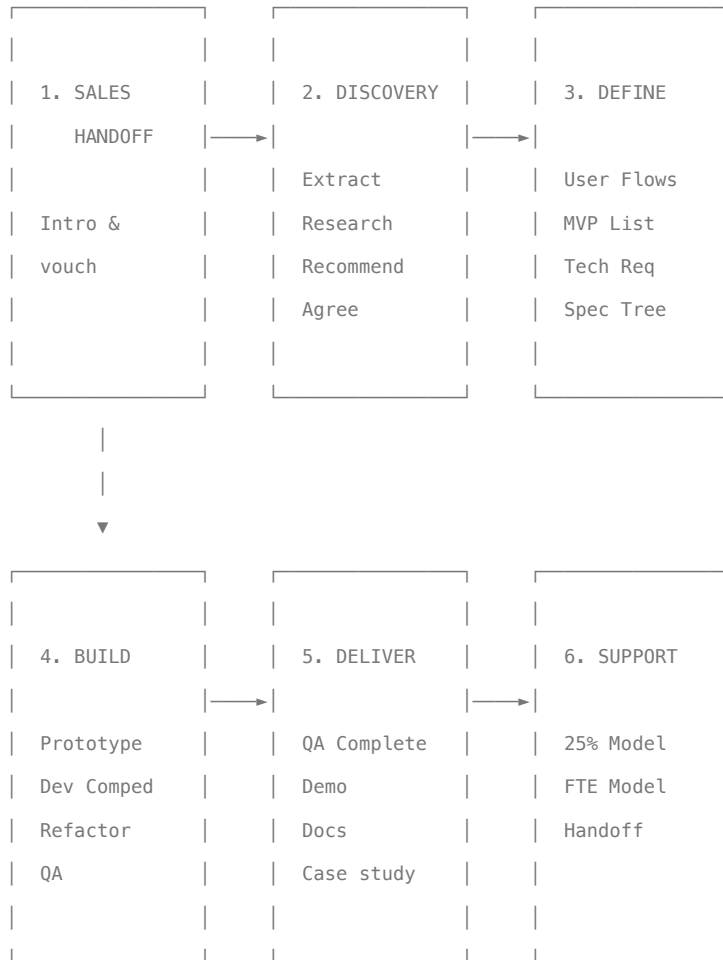 1. SALES
HANDOFF
Intro &
vouch
2. DISCOVERY
Extract
Research
Recommend
Agree
3. DEFINE
User Flows
MVP List
Tech Req
Spec Tree
4. BUILD
Prototype
Dev Comped
Refactor
QA
5. DELIVER
QA Complete
Demo
Docs
Case study
6. SUPPORT
25% Model
FTE Model
Handoff